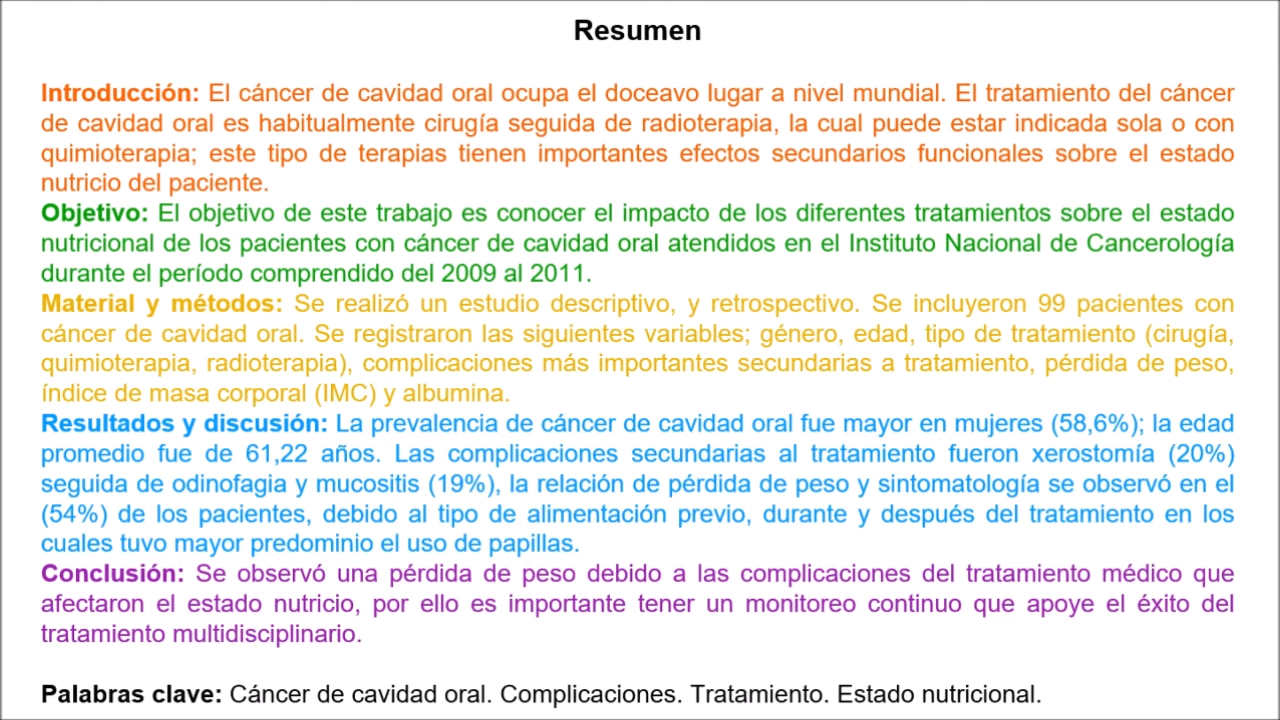 Resumen
Introducción: El cáncer de cavidad oral ocupa el doceavo lugar a nivel mundial. El tratamiento del cáncer
de cavidad oral es habitualmente cirugía seguida de radioterapia, la cual puede estar indicada sola o con
quimioterapia; este tipo de terapias tienen importantes efectos secundarios funcionales sobre el estado
nutricio del paciente.
Objetivo: El objetivo de este trabajo es conocer el impacto de los diferentes tratamientos sobre el estado
nutricional de los pacientes con cáncer de cavidad oral atendidos en el Instituto Nacional de Cancerología
durante el período comprendido del 2009 al 2011.
Material y métodos: Se realizó un estudio descriptivo, y retrospectivo. Se incluyeron 99 pacientes con
cáncer de cavidad oral. Se registraron las siguientes variables; género, edad, tipo de tratamiento (cirugía,
quimioterapia, radioterapia), complicaciones más importantes secundarias a tratamiento, pérdida de peso,
índice de masa corporal (IMC) y albumina.
Resultados y discusión: La prevalencia de cáncer de cavidad oral fue mayor en mujeres (58,6%); la edad
promedio fue de 61,22 años. Las complicaciones secundarias al tratamiento fueron xerostomía (20%)
seguida de odinofagia y mucositis (19%), la relación de pérdida de peso y sintomatología se observó en el
(54%) de los pacientes, debido al tipo de alimentación previo, durante y después del tratamiento en los
cuales tuvo mayor predominio el uso de papillas.
Conclusión: Se observó una pérdida de peso debido a las complicaciones del tratamiento médico que
afectaron el estado nutricio, por ello es importante tener un monitoreo continuo que apoye el éxito del
tratamiento multidisciplinario.
Palabras clave: Cáncer de cavidad oral. Complicaciones. Tratamiento. Estado nutricional.